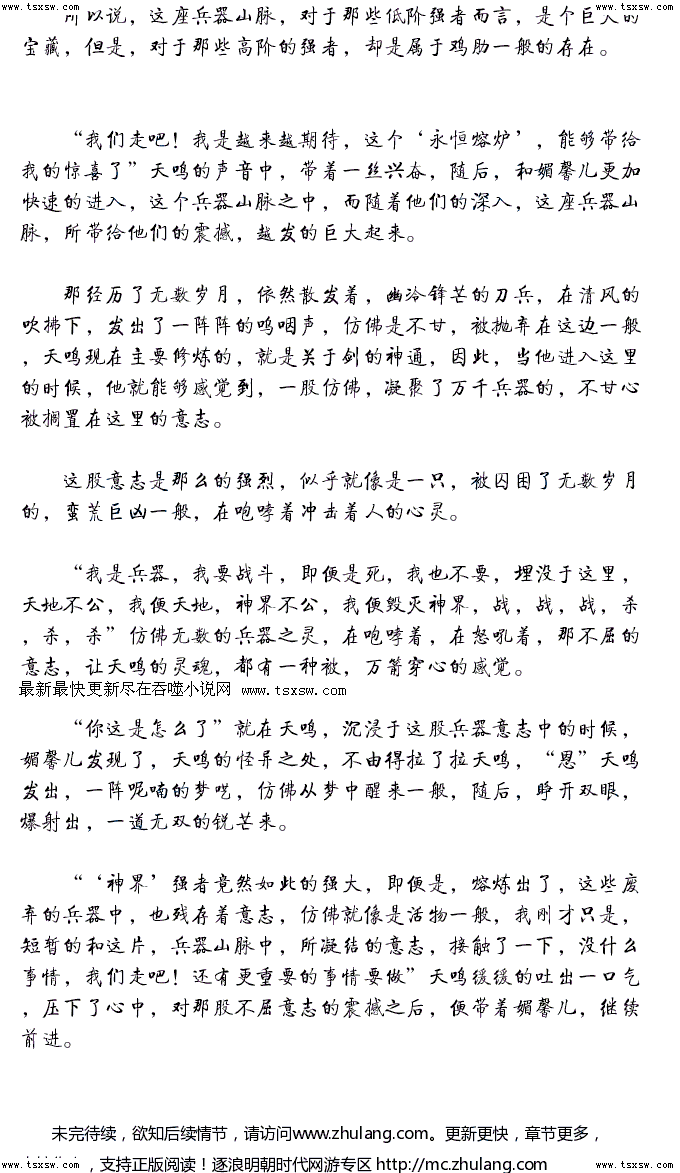 www.tsxsw.com www.tsxsw.com www.tsxsw.com
所以说，这座兵器山脉，对于那些低阶强者而言，是个巨大的
宝藏，但是，对于那些高阶的强者，却是属于鸡肋一般的存在。
“我们走吧！我是越来越期待，这个‘永恒熔炉’，能够带给
我的惊喜了”天鸣的声音中，带着一丝兴奋，随后，和媚馨儿更加
快速的进入，这个兵器山脉之中，而随着他们的深入，这座兵器山
脉，所带给他们的震撼，越发的巨大起来。
那经历了无数岁月，依然散发着，幽冷锋芒的刀兵，在清风的
吹拂下，发出了一阵阵的呜咽声，仿佛是不甘，被抛弃在这边一般
，天鸣现在主要修炼的，就是关于剑的神通，因此，当他进入这里
的时候，他就能够感觉到，一股仿佛，凝聚了万千兵器的，不甘心
被搁置在这里的意志。
这股意志是那么的强烈，似乎就像是一只，被囚困了无数岁月
的，蛮荒巨凶一般，在咆哮着冲击着人的心灵。
“我是兵器，我要战斗，即便是死，我也不要，埋没于这里，
天地不公，我便灭地，神界不公，我便毁灭神界，战，战，战，杀
，杀，杀”仿佛无数的兵器之灵，在咆哮着，在怒吼着，那不屈的
意志，让天鸣的灵魂，都有一种被，万箭穿心的感觉。
最新最快更新尽在吞噬小说网 www.tsxsw.com
“你这是怎么了”就在天鸣，沉浸于这股兵器意志中的时候，
媚馨儿发现了，天鸣的怪异之处，不由得拉了拉天鸣，“恩”天鸣
发出，一阵呢喃的梦呓，仿佛从梦中醒来一般，随后，睁开双眼，
爆射出，一道无双的锐芒来。
“‘神界’强者竟然如此的强大，即便是，熔炼出了，这些废
弃的兵器中，也残存着意志，仿佛就像是活物一般，我刚才只是，
短暂的和这片，兵器山脉中，所凝结的意志，接触了一下，没什么
事情，我们走吧！还有更重要的事情要做”天鸣缓缓的吐出一口气
，压下了心中，对那股不屈意志的震撼之后，便带着媚馨儿，继续
前进。
未完待续，欲知后续情节，请访问www.zhulang.com。更新更快，章节更多，
，支持正版阅读！逐浪明朝时代网游专区 http://mc.zhulang.com
www.tsxsw.com www.tsxsw.com www.tsxsw.com